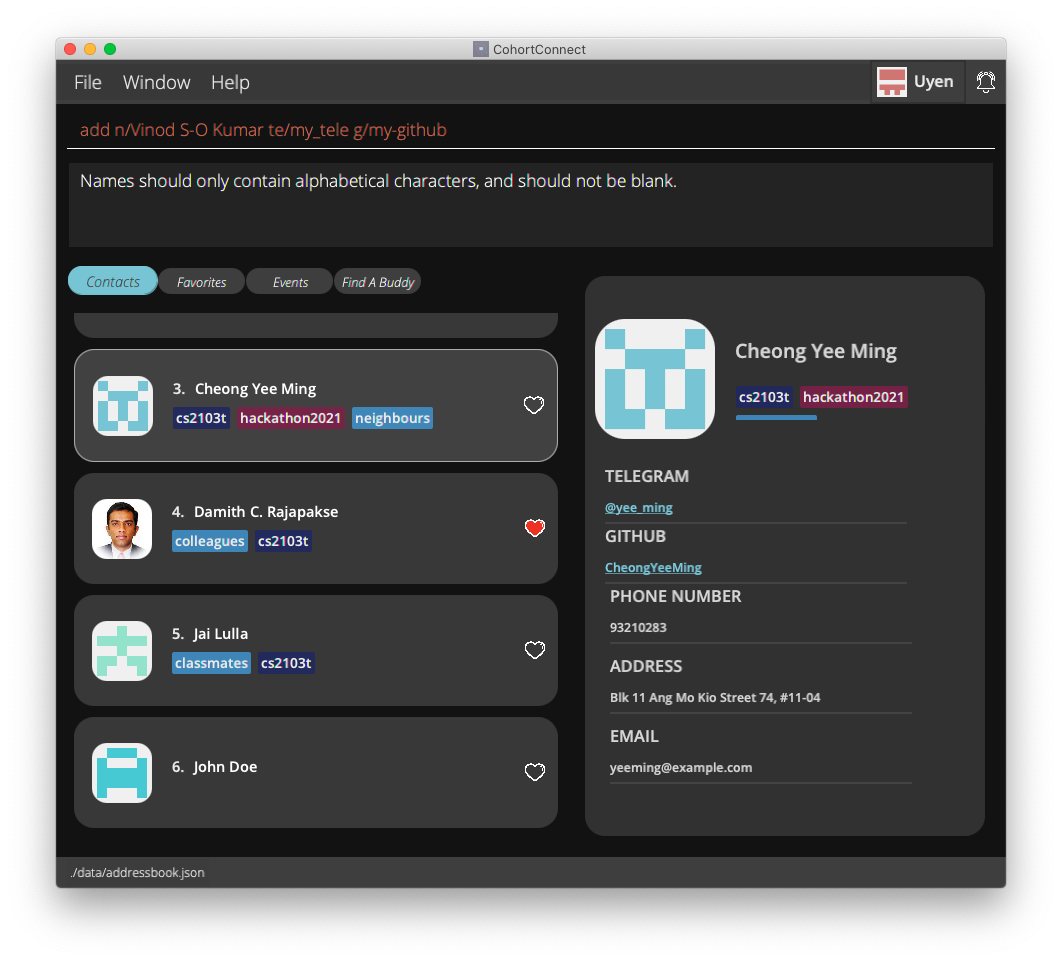 CohortConnect
File Window Help Uyen
add n/Vinod S-O Kumar te/my_tele g/my-github
Names should only contain alphabetical characters, and should not be blank.
Contacts Favorites Events Find A Buddy
3. Cheong Yee Ming
cs2103t hackathon2021 neighbours
4. Damith C. Rajapakse
colleagues cs2103t
5. Jai Lulla
classmates cs2103t
6. John Doe
Cheong Yee Ming
cs2103t hackathon2021
TELEGRAM
@yee_ming
GITHUB
CheongYeeMing
PHONE NUMBER
93210283
ADDRESS
Blk 11 Ang Mo Kio Street 74, #11-04
EMAIL
yeeming@example.com
./data/addressbook.json